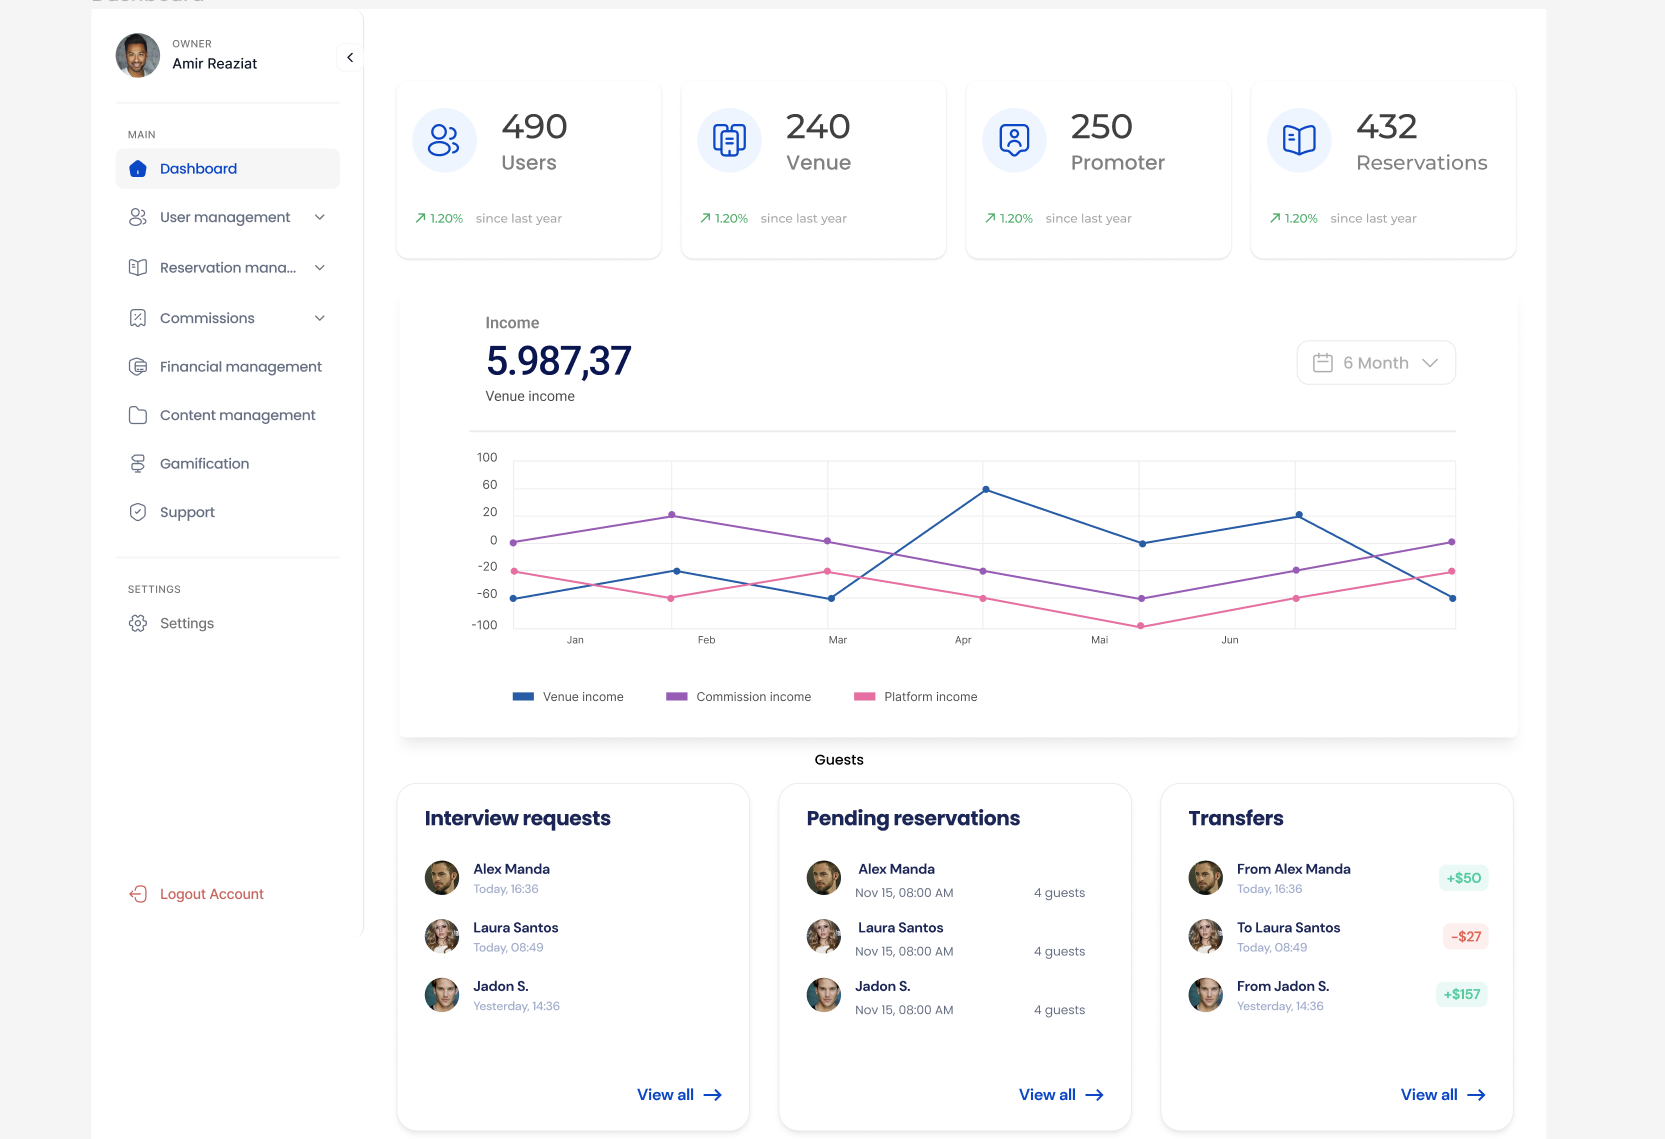 Dashboard
OWNER
Amir Reaziat
MAIN
Dashboard
User management
Reservation mana...
Commissions
Financial management
Content management
Gamification
Support
SETTINGS
Settings
Logout Account
490
Users
1.20% since last year
240
Venue
1.20% since last year
250
Promoter
1.20% since last year
432
Reservations
1.20% since last year
Income
5.987,37
Venue income
6 Month
100
60
20
0
-20
-60
-100
Jan Feb Mar Apr Mai Jun
Venue income Commission income Platform income
Guests
Interview requests
Alex Manda
Today, 16:36
Laura Santos
Today, 08:49
Jadon S.
Yesterday, 14:36
View all
Pending reservations
Alex Manda
Nov 15, 08:00 AM 4 guests
Laura Santos
Nov 15, 08:00 AM 4 guests
Jadon S.
Nov 15, 08:00 AM 4 guests
View all
Transfers
From Alex Manda
Today, 16:36
+$50
To Laura Santos
Today, 08:49
-$27
From Jadon S.
Yesterday, 14:36
+$157
View all